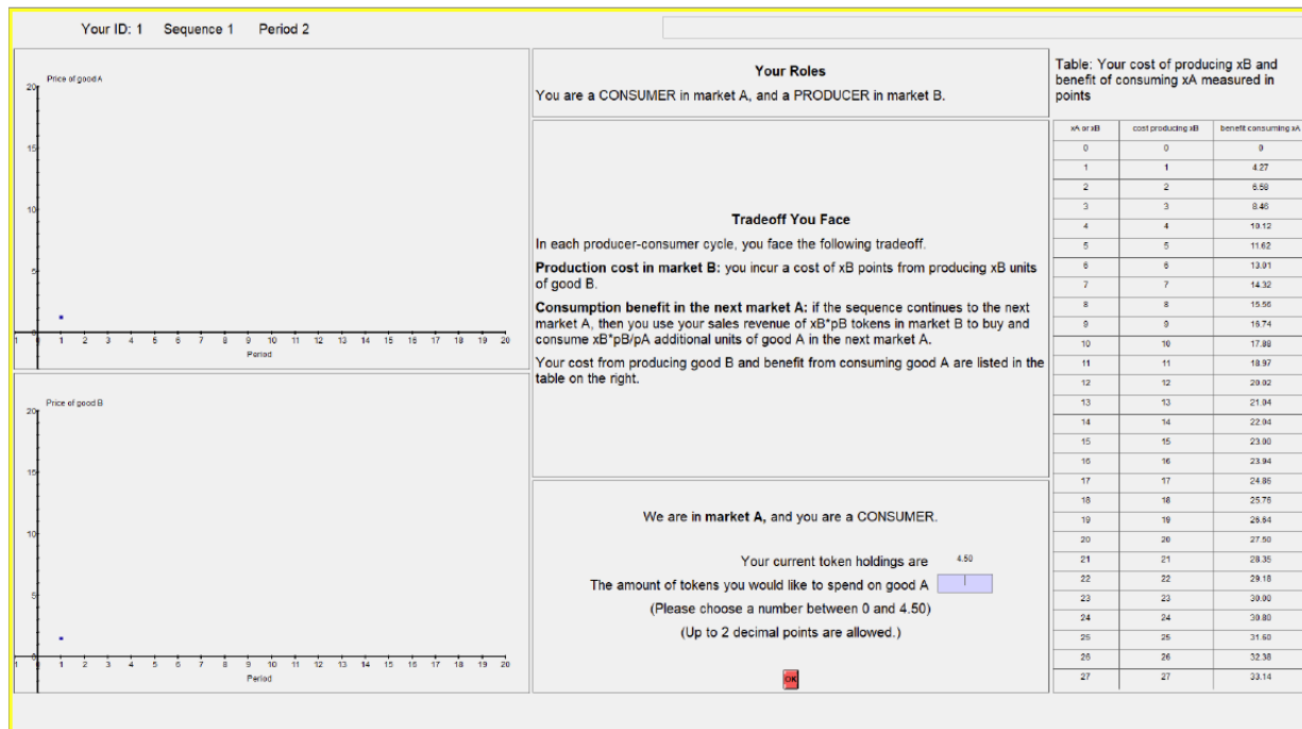 Your ID: 1 Sequence 1 Period 2
Price of good A
20
15
10
5
0
1 1 2 3 4 5 6 7 8 9 10 11 12 13 14 15 16 17 18 19 20
Period
Price of good B
20
15
10
5
1 1 2 3 4 5 6 7 8 9 10 11 12 13 14 15 16 17 18 19 20
Period
Your Roles
You are a CONSUMER in market A, and a PRODUCER in market B.
Tradeoff You Face
In each producer-consumer cycle, you face the following tradeoff.
Production cost in market B: you incur a cost of xB points from producing xB units
of good B.
Consumption benefit in the next market A: if the sequence continues to the next
market A, then you use your sales revenue of xB*pB tokens in market B to buy and
consume xB*pB/pA additional units of good A in the next market A.
Your cost from producing good B and benefit from consuming good A are listed in the
table on the right.
We are in market A, and you are a CONSUMER.
Your current token holdings are 4.50
The amount of tokens you would like to spend on good A
(Please choose a number between 0 and 4.50)
(Up to 2 decimal points are allowed.)
OK
Table: Your cost of producing xB and
benefit of consuming xA measured in
points
xA or xB cost producing xB benefit consuming xA
0 0 0
1 1 4.27
2 2 6.58
3 3 8.46
4 4 10.12
5 5 11.62
6 6 13.01
7 7 14.32
8 8 15.56
9 9 16.74
10 10 17.88
11 11 18.97
12 12 20.02
13 13 21.04
14 14 22.04
15 15 23.00
16 16 23.94
17 17 24.86
18 18 25.76
19 19 26.64
20 20 27.50
21 21 28.35
22 22 29.18
23 23 30.00
24 24 30.80
25 25 31.60
26 26 32.38
27 27 33.14